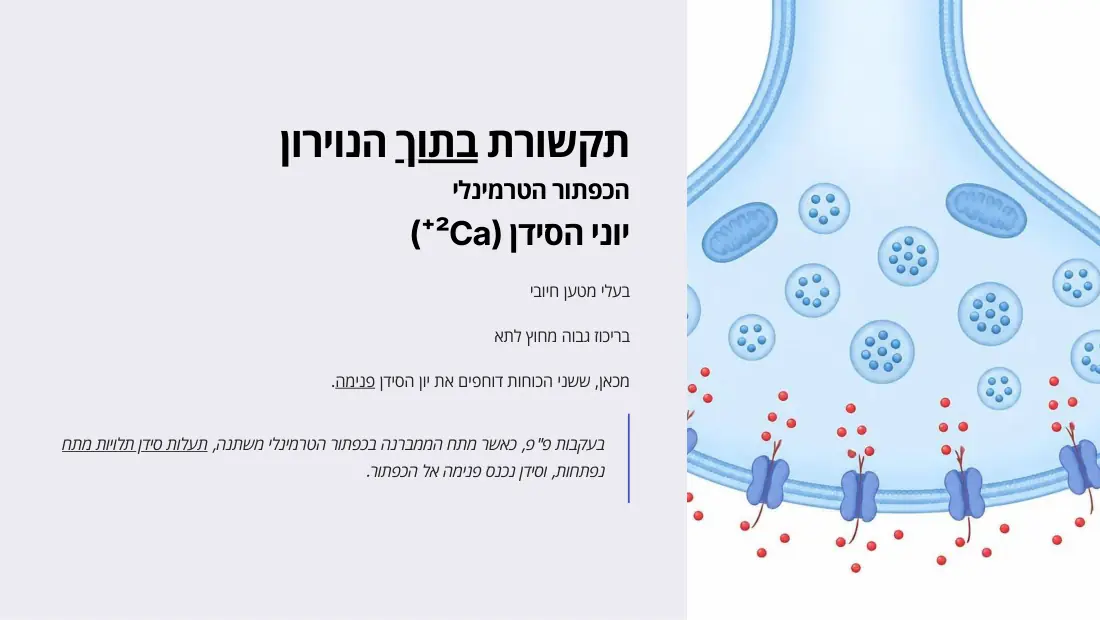 תקשורת בתוך הנוירון
הכפתור הטרמינלי
יוני הסידן (Ca²⁺)
בעלי מטען חיובי
בריכוז גבוה מחוץ לתא
מכאן, ששני הכוחות דוחפים את יון הסידן פנימה.
בעקבות פ"פ, כאשר מתח הממברנה בכפתור הטרמינלי משתנה, תעלות סידן תלויות מתח
נפתחות, וסידן נכנס פנימה אל הכפתור.